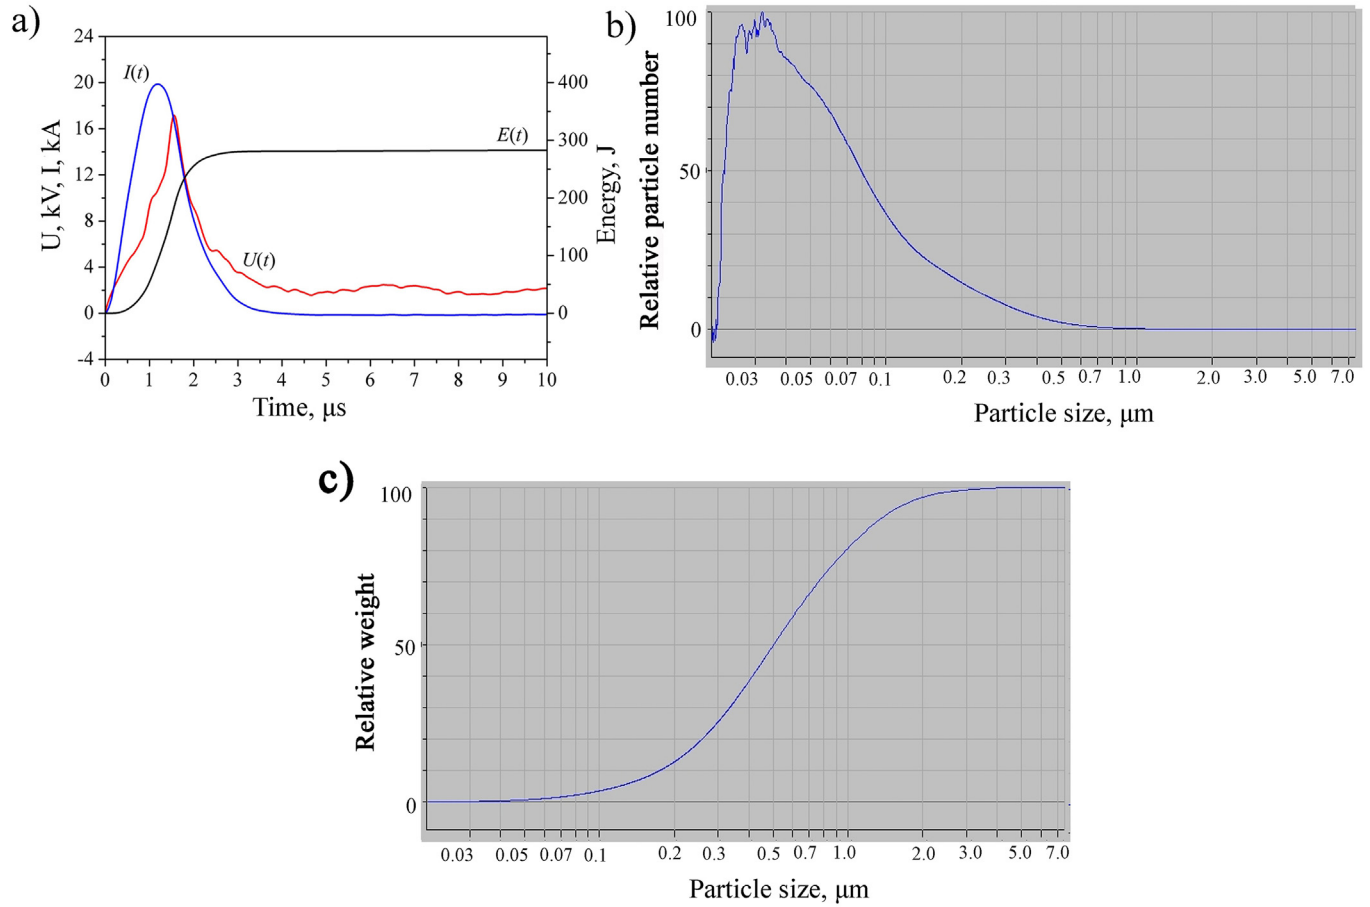 a)
24
20
16
12
8
4
0
-4
U, kV, I, kA
I(t)
E(t)
U(t)
400
300
200
100
0
Energy, J
0 1 2 3 4 5 6 7 8 9 10
Time, μs
b)
100
50
0
Relative particle number
0.03 0.05 0.07 0.1 0.2 0.3 0.5 0.7 1.0 2.0 3.0 5.0 7.0
Particle size, μm
c)
100
50
0
Relative weight
0.03 0.05 0.07 0.1 0.2 0.3 0.5 0.7 1.0 2.0 3.0 5.0 7.0
Particle size, μm